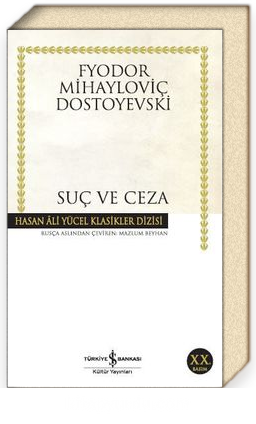 FYODOR
MİHAYLOVİÇ
DOSTOYEVSKİ
SUÇ VE CEZA
HASAN ÂLİ YÜCEL KLASİKLER DİZİSİ
RUSÇA ASLINDAN ÇEVİREN: MAZLUM BEYHAN
XX.
BASIM
TÜRKİYE İŞ BANKASI
Kültür Yayınları